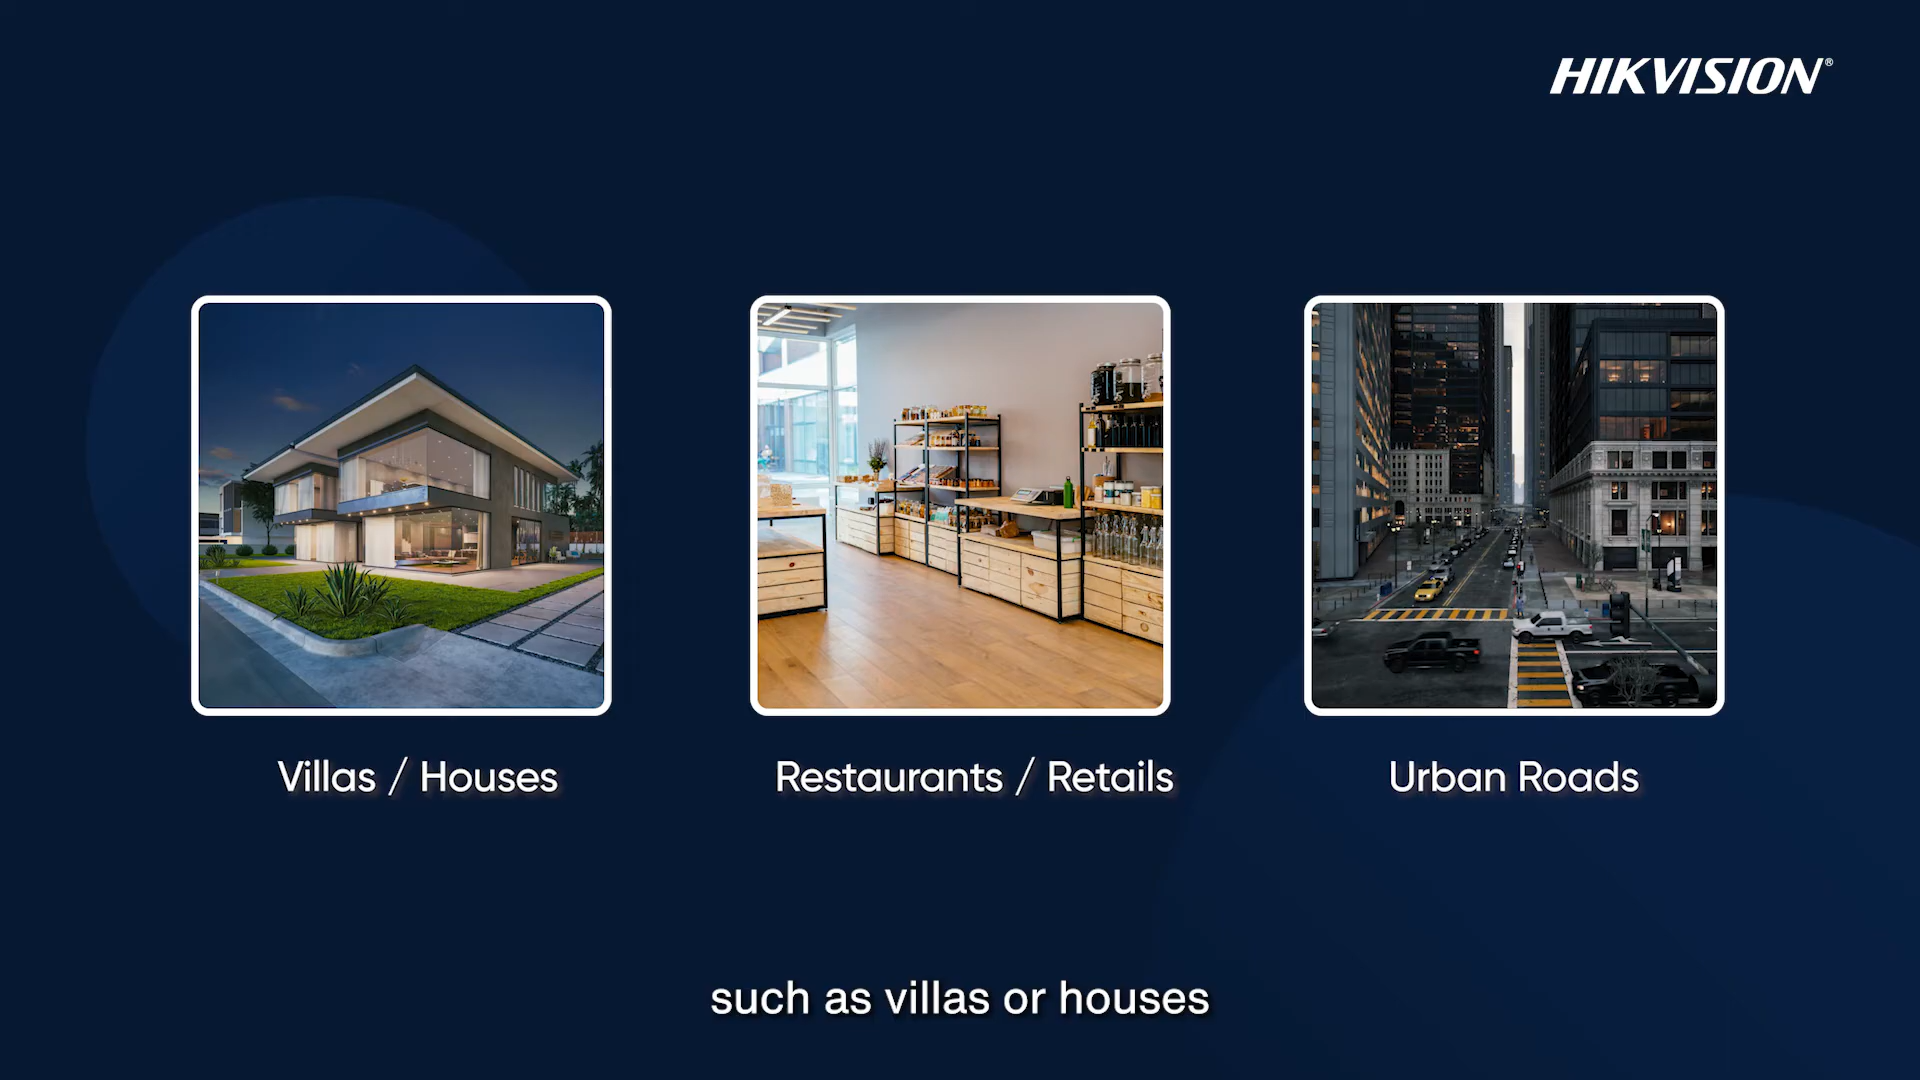 HIKVISION®
Villas / Houses
Restaurants / Retails
Urban Roads
such as villas or houses